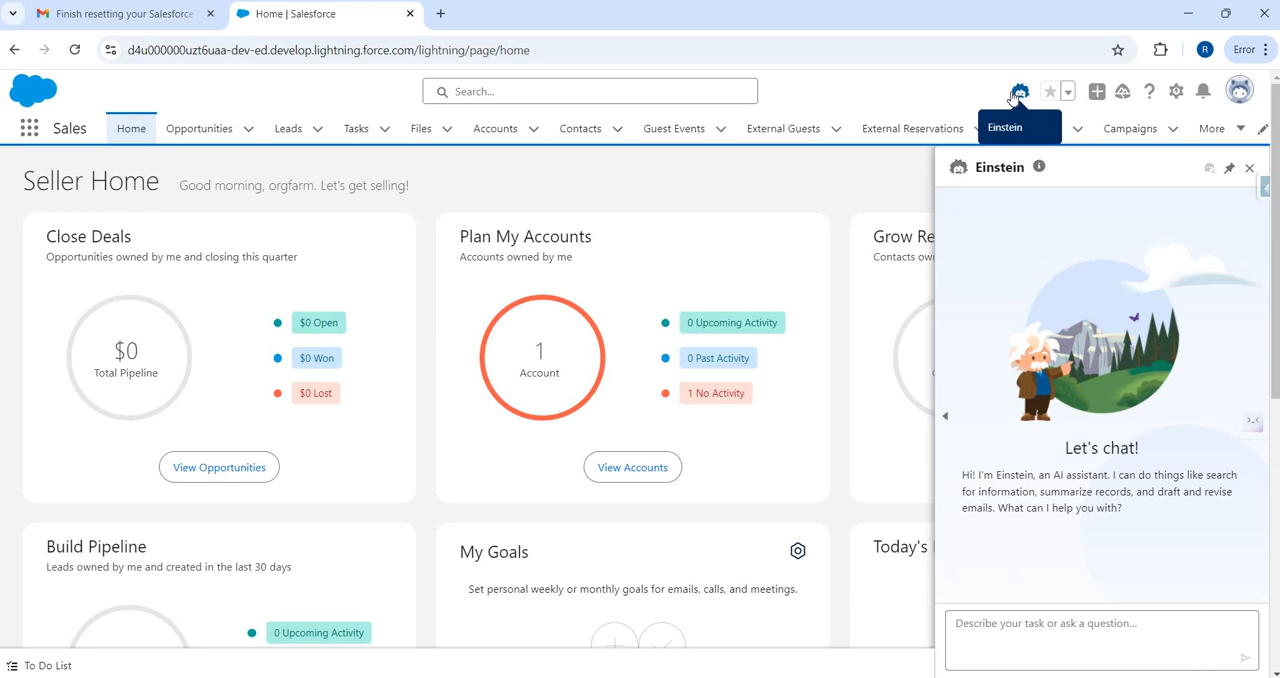 Finish resetting your Salesforce
Home | Salesforce
d4u000000uzt6uaa-dev-ed.develop.lightning.force.com/lightning/page/home
R
Error
Search...
Sales
Home
Opportunities
Leads
Tasks
Files
Accounts
Contacts
Guest Events
External Guests
External Reservations
Einstein
Campaigns
More
Seller Home
Good morning, orgfarm. Let's get selling!
Einstein
Close Deals
Opportunities owned by me and closing this quarter
$0
Total Pipeline
$0 Open
$0 Won
$0 Lost
View Opportunities
Plan My Accounts
Accounts owned by me
1
Account
0 Upcoming Activity
0 Past Activity
1 No Activity
View Accounts
Grow Re
Contacts ow
Let's chat!
Hi! I'm Einstein, an AI assistant. I can do things like search
for information, summarize records, and draft and revise
emails. What can I help you with?
Build Pipeline
Leads owned by me and created in the last 30 days
0 Upcoming Activity
My Goals
Set personal weekly or monthly goals for emails, calls, and meetings.
Today's
Describe your task or ask a question...
To Do List